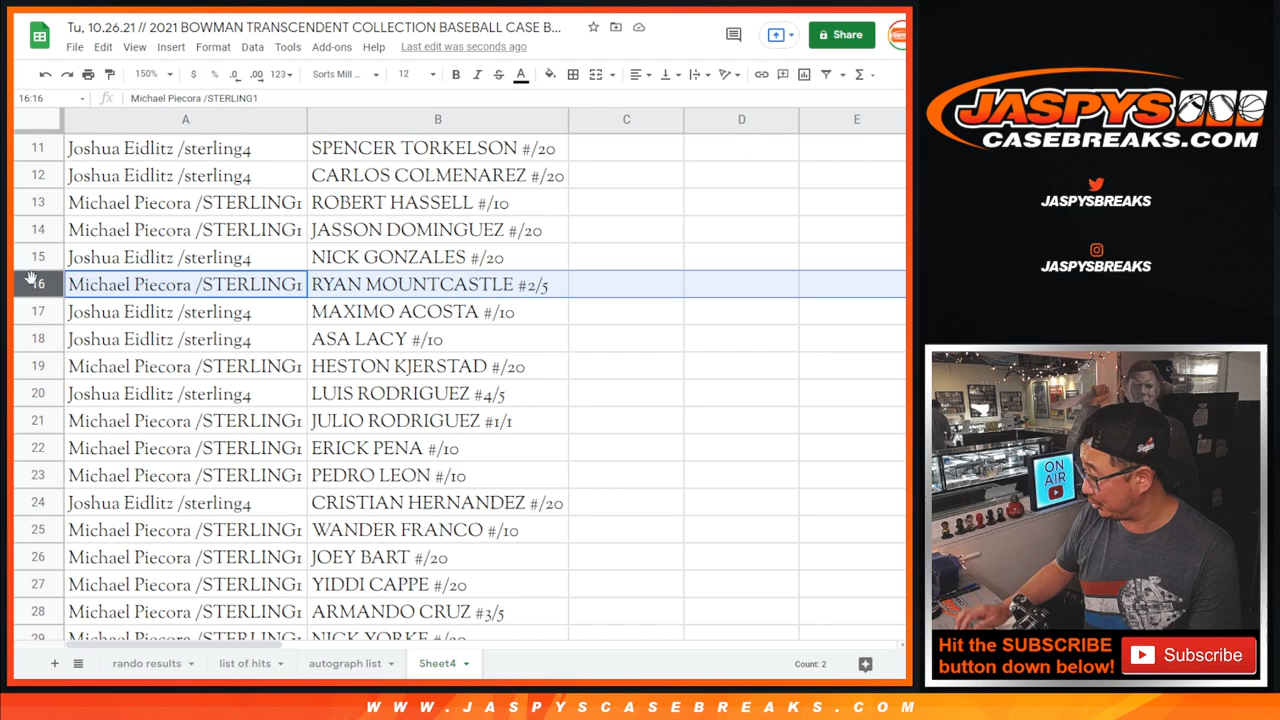 Tu, 10.26.21 // 2021 BOWMAN TRANSCENDENT COLLECTION BASEBALL CASE B...
File Edit View Insert Format Data Tools Add-ons Help Last edit was seconds ago
Share
150% $ % .0 .00 123 Sorts Mill ... 12 B I S A
16:16 fx Michael Piecora /STERLING1
A B C D E
11 Joshua Eidlitz /sterling4 SPENCER TORKELSON #/20
12 Joshua Eidlitz /sterling4 CARLOS COLMENAREZ #/20
13 Michael Piecora /STERLING1 ROBERT HASSELL #/10
14 Michael Piecora /STERLING1 JASSON DOMINGUEZ #/20
15 Joshua Eidlitz /sterling4 NICK GONZALES #/20
16 Michael Piecora /STERLING1 RYAN MOUNTCASTLE #2/5
17 Joshua Eidlitz /sterling4 MAXIMO ACOSTA #/10
18 Joshua Eidlitz /sterling4 ASA LACY #/10
19 Michael Piecora /STERLING1 HESTON KJERSTAD #/20
20 Joshua Eidlitz /sterling4 LUIS RODRIGUEZ #4/5
21 Michael Piecora /STERLING1 JULIO RODRIGUEZ #1/1
22 Michael Piecora /STERLING1 ERICK PENA #/10
23 Michael Piecora /STERLING1 PEDRO LEON #/10
24 Joshua Eidlitz /sterling4 CRISTIAN HERNANDEZ #/20
25 Michael Piecora /STERLING1 WANDER FRANCO #/10
26 Michael Piecora /STERLING1 JOEY BART #/20
27 Michael Piecora /STERLING1 YIDDI CAPPE #/20
28 Michael Piecora /STERLING1 ARMANDO CRUZ #3/5
29 Michael Piecora /STERLING1 NICK YORKE #/20
rando results list of hits autograph list Sheet4 Count: 2
JASPYS
CASEBREAKS.COM
JASPYSBREAKS
JASPYSBREAKS
ON
AIR
Hit the SUBSCRIBE
button down below!
Subscribe
WWW.JASPYSCASEBREAKS.COM